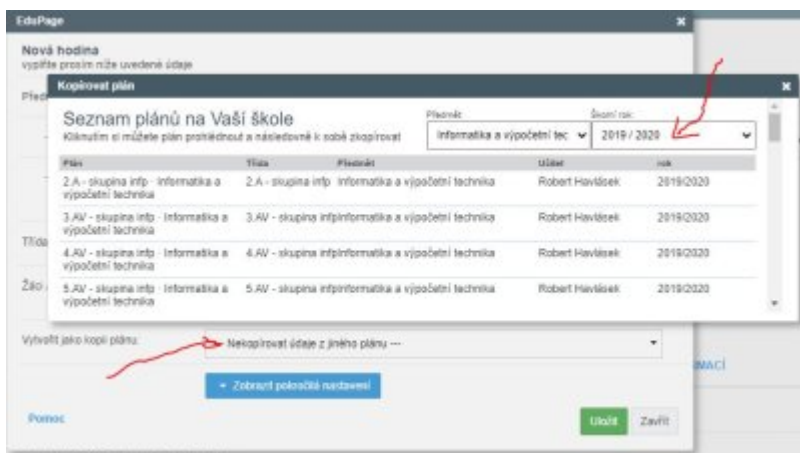 EduPage
Nová hodina
vyplňte prosím níže uvedené údaje
Kopírovat plán
Seznam plánů na Vaší škole
Kliknutím si můžete plán prohlédnout a následovně k sobě zkopírovat
Předmět:
Školní rok:
Informatika a výpočetní tec
2019 / 2020
Plán Třída Předmět Učitel rok
2.A - skupina infp - Informatika a
výpočetní technika
2.A - skupina infp Informatika a výpočetní technika Robert Havlásek 2019/2020
3.AV - skupina infp - Informatika a
výpočetní technika
3.AV - skupina infpInformatika a výpočetní technika Robert Havlásek 2019/2020
4.AV - skupina infp - Informatika a
výpočetní technika
4.AV - skupina infpInformatika a výpočetní technika Robert Havlásek 2019/2020
5.AV - skupina infp - Informatika a
výpočetní technika
5.AV - skupina infpInformatika a výpočetní technika Robert Havlásek 2019/2020
Třída
Vytvořit jako kopii plánu:
Nekopírovat údaje z jiného plánu ---
+ Zobrazit pokročilá nastavení
Pomoc
Uložit
Zavřít